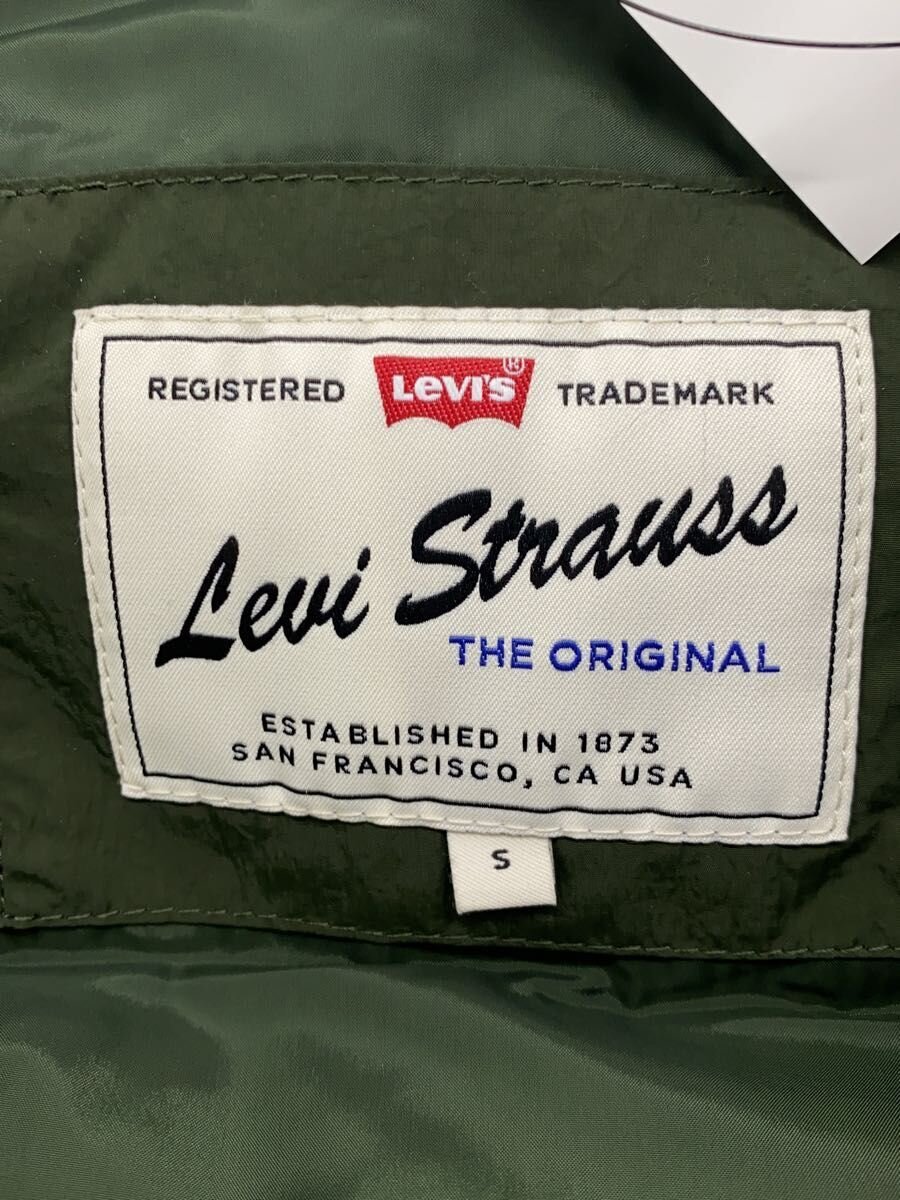 REGISTERED LEVI'S® TRADEMARK
Levi Strauss
THE ORIGINAL
ESTABLISHED IN 1873
SAN FRANCISCO, CA USA
S